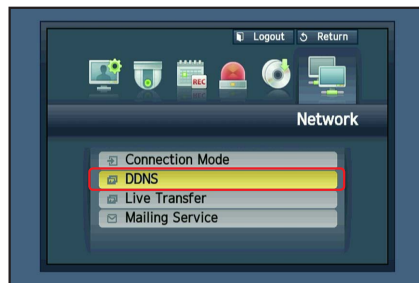 Logout Return
REC
Network
Connection Mode
DDNS
Live Transfer
Mailing Service